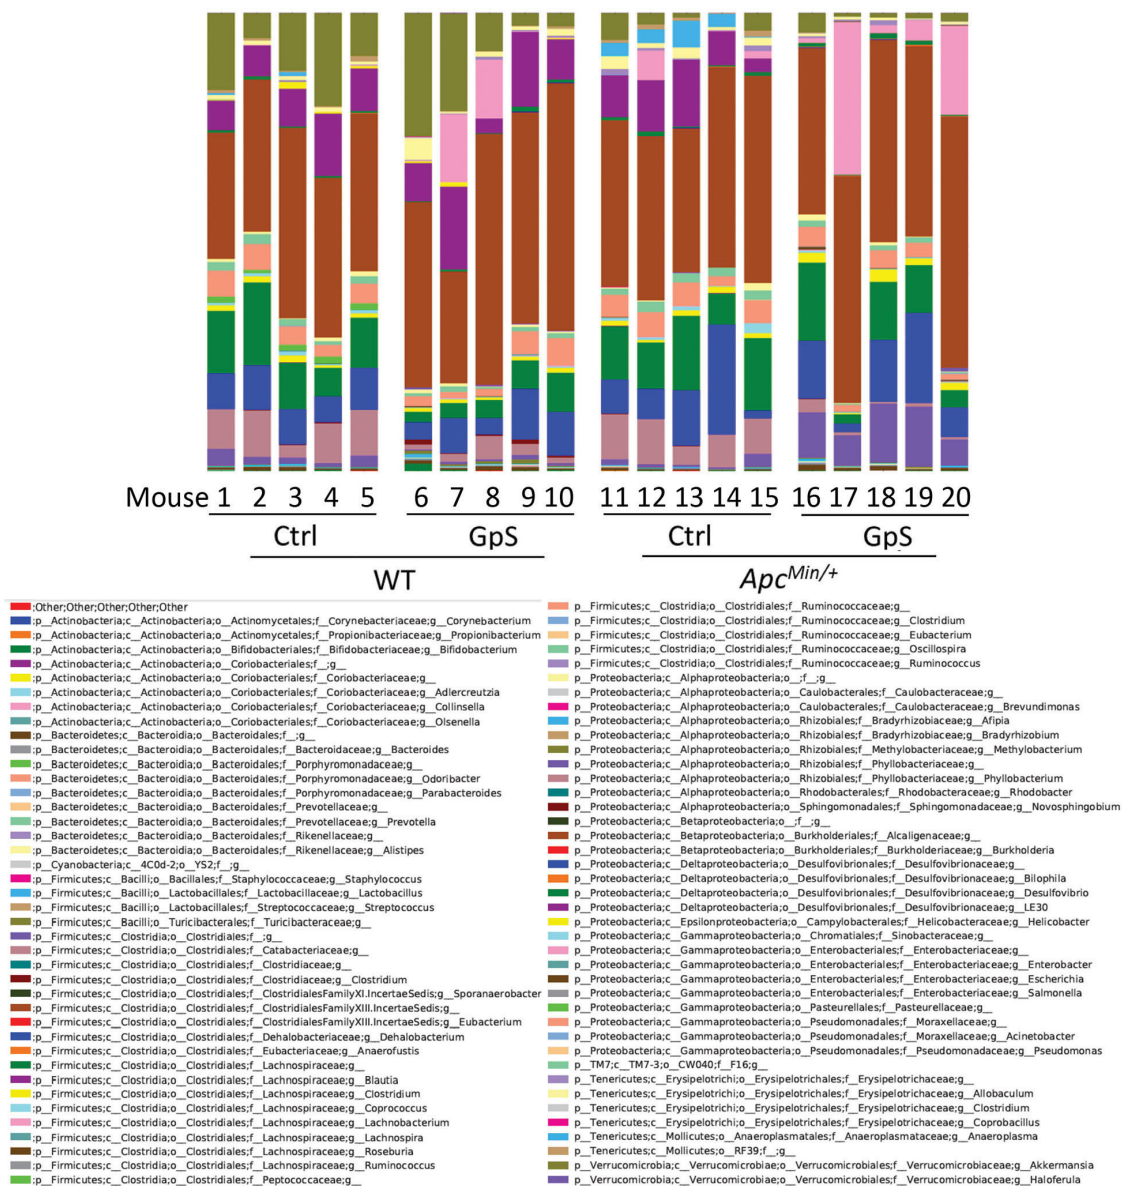 Mouse 1 2 3 4 5 6 7 8 9 10 11 12 13 14 15 16 17 18 19 20
Ctrl GpS Ctrl GpS
WT Apc^Min/+
;Other;Other;Other;Other;Other
;p__Actinobacteria;c__Actinobacteria;o__Actinomycetales;f__Corynebacteriaceae;g__Corynebacterium
;p__Actinobacteria;c__Actinobacteria;o__Actinomycetales;f__Propionibacteriaceae;g__Propionibacterium
;p__Actinobacteria;c__Actinobacteria;o__Bifidobacteriales;f__Bifidobacteriaceae;g__Bifidobacterium
;p__Actinobacteria;c__Actinobacteria;o__Coriobacteriales;f__;g__
;p__Actinobacteria;c__Actinobacteria;o__Coriobacteriales;f__Coriobacteriaceae;g__
;p__Actinobacteria;c__Actinobacteria;o__Coriobacteriales;f__Coriobacteriaceae;g__Adlercreutzia
;p__Actinobacteria;c__Actinobacteria;o__Coriobacteriales;f__Coriobacteriaceae;g__Collinsella
;p__Actinobacteria;c__Actinobacteria;o__Coriobacteriales;f__Coriobacteriaceae;g__Olsenella
;p__Bacteroidetes;c__Bacteroidia;o__Bacteroidales;f__;g__
;p__Bacteroidetes;c__Bacteroidia;o__Bacteroidales;f__Bacteroidaceae;g__Bacteroides
;p__Bacteroidetes;c__Bacteroidia;o__Bacteroidales;f__Porphyromonadaceae;g__
;p__Bacteroidetes;c__Bacteroidia;o__Bacteroidales;f__Porphyromonadaceae;g__Odoribacter
;p__Bacteroidetes;c__Bacteroidia;o__Bacteroidales;f__Porphyromonadaceae;g__Parabacteroides
;p__Bacteroidetes;c__Bacteroidia;o__Bacteroidales;f__Prevotellaceae;g__
;p__Bacteroidetes;c__Bacteroidia;o__Bacteroidales;f__Prevotellaceae;g__Prevotella
;p__Bacteroidetes;c__Bacteroidia;o__Bacteroidales;f__Rikenellaceae;g__
;p__Bacteroidetes;c__Bacteroidia;o__Bacteroidales;f__Rikenellaceae;g__Alistipes
;p__Cyanobacteria;c__4C0d-2;o__YS2;f__;g__
;p__Firmicutes;c__Bacilli;o__Bacillales;f__Staphylococcaceae;g__Staphylococcus
;p__Firmicutes;c__Bacilli;o__Lactobacillales;f__Lactobacillaceae;g__Lactobacillus
;p__Firmicutes;c__Bacilli;o__Lactobacillales;f__Streptococcaceae;g__Streptococcus
;p__Firmicutes;c__Bacilli;o__Turicibacterales;f__Turicibacteraceae;g__
;p__Firmicutes;c__Clostridia;o__Clostridiales;f__;g__
;p__Firmicutes;c__Clostridia;o__Clostridiales;f__Catabacteriaceae;g__
;p__Firmicutes;c__Clostridia;o__Clostridiales;f__Clostridiaceae;g__
;p__Firmicutes;c__Clostridia;o__Clostridiales;f__Clostridiaceae;g__Clostridium
;p__Firmicutes;c__Clostridia;o__Clostridiales;f__ClostridialesFamilyXI.IncertaeSedis;g__Sporanaerobacter
;p__Firmicutes;c__Clostridia;o__Clostridiales;f__ClostridialesFamilyXIII.IncertaeSedis;g__
;p__Firmicutes;c__Clostridia;o__Clostridiales;f__ClostridialesFamilyXIII.IncertaeSedis;g__Eubacterium
;p__Firmicutes;c__Clostridia;o__Clostridiales;f__Dehalobacteriaceae;g__Dehalobacterium
;p__Firmicutes;c__Clostridia;o__Clostridiales;f__Eubacteriaceae;g__Anaerofustis
;p__Firmicutes;c__Clostridia;o__Clostridiales;f__Lachnospiraceae;g__
;p__Firmicutes;c__Clostridia;o__Clostridiales;f__Lachnospiraceae;g__Blautia
;p__Firmicutes;c__Clostridia;o__Clostridiales;f__Lachnospiraceae;g__Clostridium
;p__Firmicutes;c__Clostridia;o__Clostridiales;f__Lachnospiraceae;g__Coprococcus
;p__Firmicutes;c__Clostridia;o__Clostridiales;f__Lachnospiraceae;g__Lachnobacterium
;p__Firmicutes;c__Clostridia;o__Clostridiales;f__Lachnospiraceae;g__Lachnospira
;p__Firmicutes;c__Clostridia;o__Clostridiales;f__Lachnospiraceae;g__Roseburia
;p__Firmicutes;c__Clostridia;o__Clostridiales;f__Lachnospiraceae;g__Ruminococcus
;p__Firmicutes;c__Clostridia;o__Clostridiales;f__Peptococcaceae;g__
p__Firmicutes;c__Clostridia;o__Clostridiales;f__Ruminococcaceae;g__
p__Firmicutes;c__Clostridia;o__Clostridiales;f__Ruminococcaceae;g__Clostridium
p__Firmicutes;c__Clostridia;o__Clostridiales;f__Ruminococcaceae;g__Eubacterium
p__Firmicutes;c__Clostridia;o__Clostridiales;f__Ruminococcaceae;g__Oscillospira
p__Firmicutes;c__Clostridia;o__Clostridiales;f__Ruminococcaceae;g__Ruminococcus
p__Proteobacteria;c__Alphaproteobacteria;o__;f__;g__
p__Proteobacteria;c__Alphaproteobacteria;o__Caulobacterales;f__Caulobacteraceae;g__
p__Proteobacteria;c__Alphaproteobacteria;o__Caulobacterales;f__Caulobacteraceae;g__Brevundimonas
p__Proteobacteria;c__Alphaproteobacteria;o__Rhizobiales;f__Bradyrhizobiaceae;g__Afipia
p__Proteobacteria;c__Alphaproteobacteria;o__Rhizobiales;f__Bradyrhizobiaceae;g__Bradyrhizobium
p__Proteobacteria;c__Alphaproteobacteria;o__Rhizobiales;f__Methylobacteriaceae;g__Methylobacterium
p__Proteobacteria;c__Alphaproteobacteria;o__Rhizobiales;f__Phyllobacteriaceae;g__
p__Proteobacteria;c__Alphaproteobacteria;o__Rhizobiales;f__Phyllobacteriaceae;g__Phyllobacterium
p__Proteobacteria;c__Alphaproteobacteria;o__Rhodobacterales;f__Rhodobacteraceae;g__Rhodobacter
p__Proteobacteria;c__Alphaproteobacteria;o__Sphingomonadales;f__Sphingomonadaceae;g__Novosphingobium
p__Proteobacteria;c__Betaproteobacteria;o__;f__;g__
p__Proteobacteria;c__Betaproteobacteria;o__Burkholderiales;f__Alcaligenaceae;g__
p__Proteobacteria;c__Betaproteobacteria;o__Burkholderiales;f__Burkholderiaceae;g__Burkholderia
p__Proteobacteria;c__Deltaproteobacteria;o__Desulfovibrionales;f__Desulfovibrionaceae;g__
p__Proteobacteria;c__Deltaproteobacteria;o__Desulfovibrionales;f__Desulfovibrionaceae;g__Bilophila
p__Proteobacteria;c__Deltaproteobacteria;o__Desulfovibrionales;f__Desulfovibrionaceae;g__Desulfovibrio
p__Proteobacteria;c__Deltaproteobacteria;o__Desulfovibrionales;f__Desulfovibrionaceae;g__LE30
p__Proteobacteria;c__Epsilonproteobacteria;o__Campylobacterales;f__Helicobacteraceae;g__Helicobacter
p__Proteobacteria;c__Gammaproteobacteria;o__Chromatiales;f__Sinobacteraceae;g__
p__Proteobacteria;c__Gammaproteobacteria;o__Enterobacteriales;f__Enterobacteriaceae;g__
p__Proteobacteria;c__Gammaproteobacteria;o__Enterobacteriales;f__Enterobacteriaceae;g__Enterobacter
p__Proteobacteria;c__Gammaproteobacteria;o__Enterobacteriales;f__Enterobacteriaceae;g__Escherichia
p__Proteobacteria;c__Gammaproteobacteria;o__Enterobacteriales;f__Enterobacteriaceae;g__Salmonella
p__Proteobacteria;c__Gammaproteobacteria;o__Pasteurellales;f__Pasteurellaceae;g__
p__Proteobacteria;c__Gammaproteobacteria;o__Pseudomonadales;f__Moraxellaceae;g__
p__Proteobacteria;c__Gammaproteobacteria;o__Pseudomonadales;f__Moraxellaceae;g__Acinetobacter
p__Proteobacteria;c__Gammaproteobacteria;o__Pseudomonadales;f__Pseudomonadaceae;g__Pseudomonas
p__TM7;c__TM7-3;o__CW040;f__F16;g__
p__Tenericutes;c__Erysipelotrichi;o__Erysipelotrichales;f__Erysipelotrichaceae;g__
p__Tenericutes;c__Erysipelotrichi;o__Erysipelotrichales;f__Erysipelotrichaceae;g__Allobaculum
p__Tenericutes;c__Erysipelotrichi;o__Erysipelotrichales;f__Erysipelotrichaceae;g__Clostridium
p__Tenericutes;c__Erysipelotrichi;o__Erysipelotrichales;f__Erysipelotrichaceae;g__Coprobacillus
p__Tenericutes;c__Mollicutes;o__Anaeroplasmatales;f__Anaeroplasmataceae;g__Anaeroplasma
p__Tenericutes;c__Mollicutes;o__RF39;f__;g__
p__Verrucomicrobia;c__Verrucomicrobiae;o__Verrucomicrobiales;f__Verrucomicrobiaceae;g__Akkermansia
p__Verrucomicrobia;c__Verrucomicrobiae;o__Verrucomicrobiales;f__Verrucomicrobiaceae;g__Haloferula